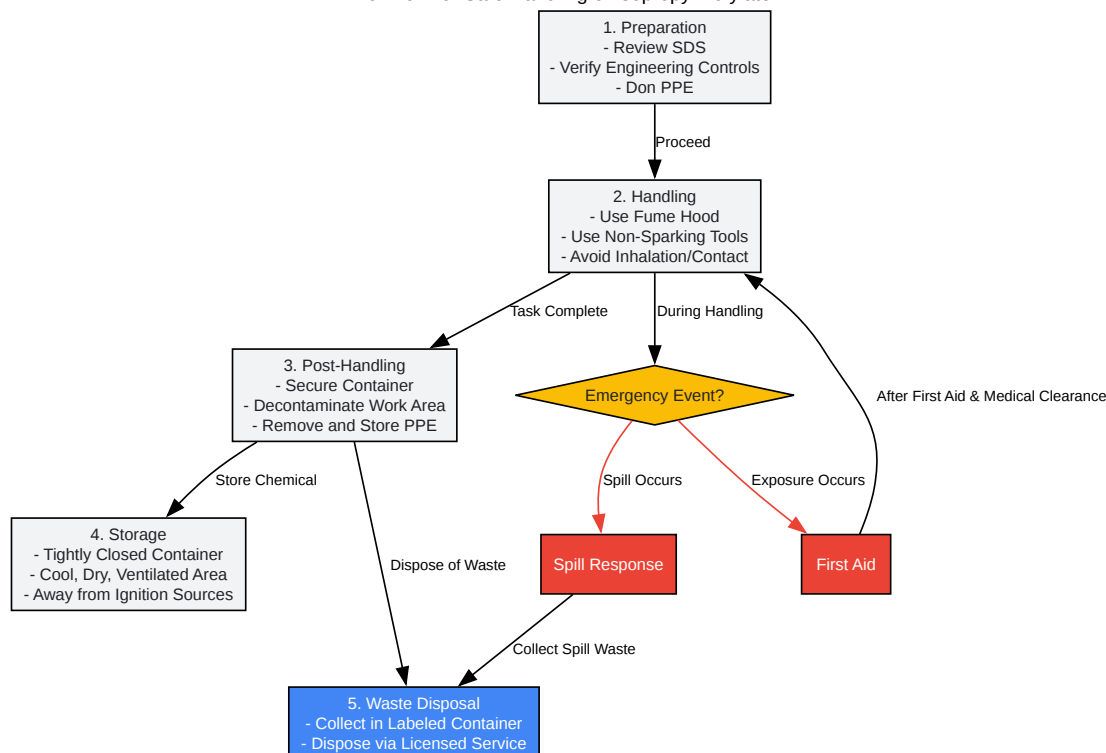 1. Preparation
- Review SDS
- Verify Engineering Controls
- Don PPE
Proceed
2. Handling
- Use Fume Hood
- Use Non-Sparking Tools
- Avoid Inhalation/Contact
Task Complete
During Handling
3. Post-Handling
- Secure Container
- Decontaminate Work Area
- Remove and Store PPE
Emergency Event?
After First Aid & Medical Clearance
Store Chemical
Spill Occurs
Exposure Occurs
4. Storage
- Tightly Closed Container
- Cool, Dry, Ventilated Area
- Away from Ignition Sources
Dispose of Waste
Spill Response
First Aid
Collect Spill Waste
5. Waste Disposal
- Collect in Labeled Container
- Dispose via Licensed Service